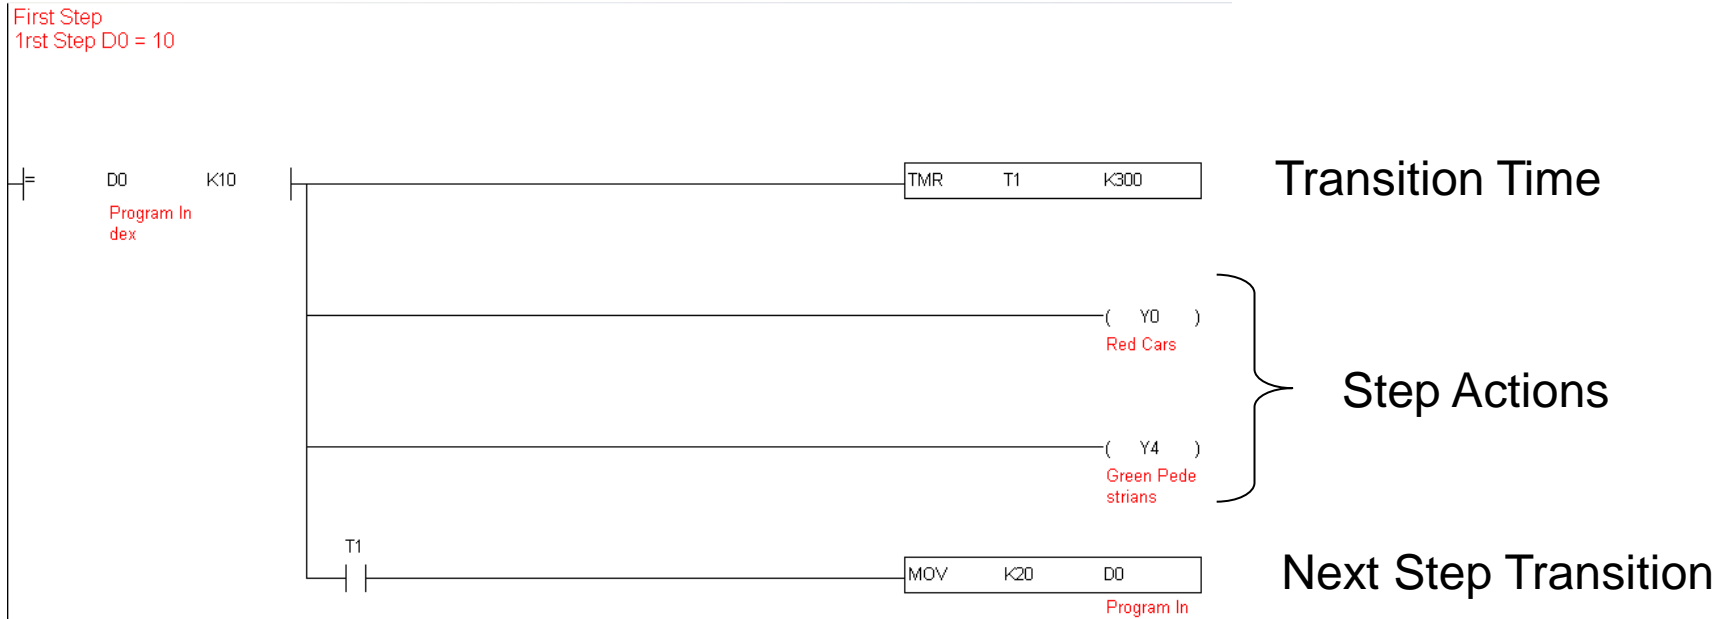 First Step
1rst Step D0 = 10
= D0 K10
Program In
dex
TMR T1 K300
Transition Time
( Y0 )
Red Cars
Step Actions
( Y4 )
Green Pede
strians
T1
MOV K20 D0
Program In
Next Step Transition